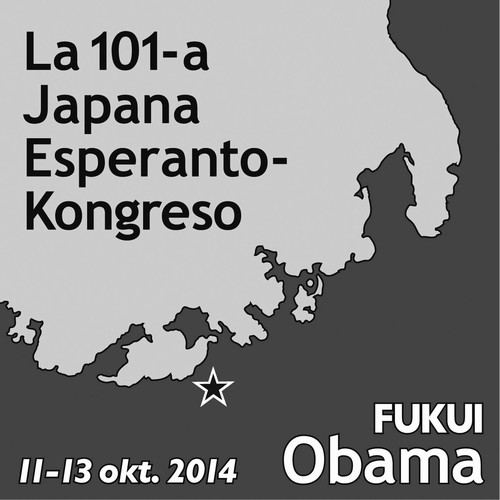 La 101-a
Japana
Esperanto-
Kongreso
FUKUI
Obama
11-13 okt. 2014